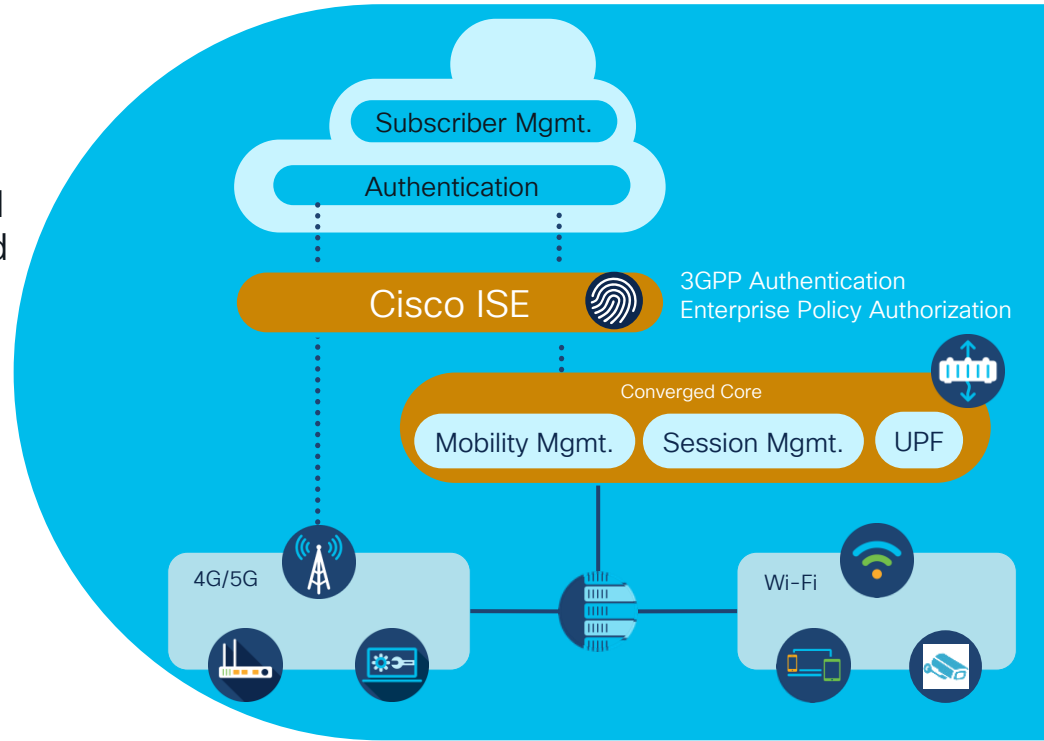 Subscriber Mgmt.
Authentication
Cisco ISE
3GPP Authentication
Enterprise Policy Authorization
Converged Core
Mobility Mgmt.
Session Mgmt.
UPF
4G/5G
Wi-Fi